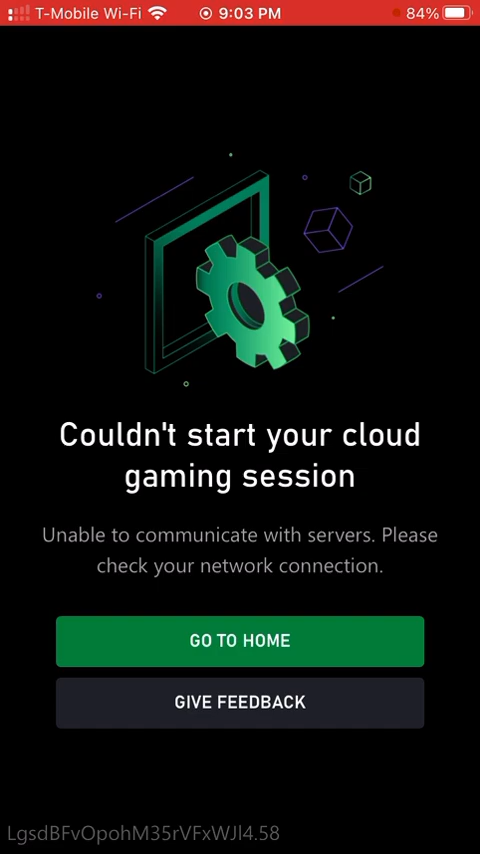 T-Mobile Wi-Fi 9:03 PM 84%
Couldn't start your cloud
gaming session
Unable to communicate with servers. Please
check your network connection.
GO TO HOME
GIVE FEEDBACK
LgsdBFvOpohM35rVFxWJl4.58